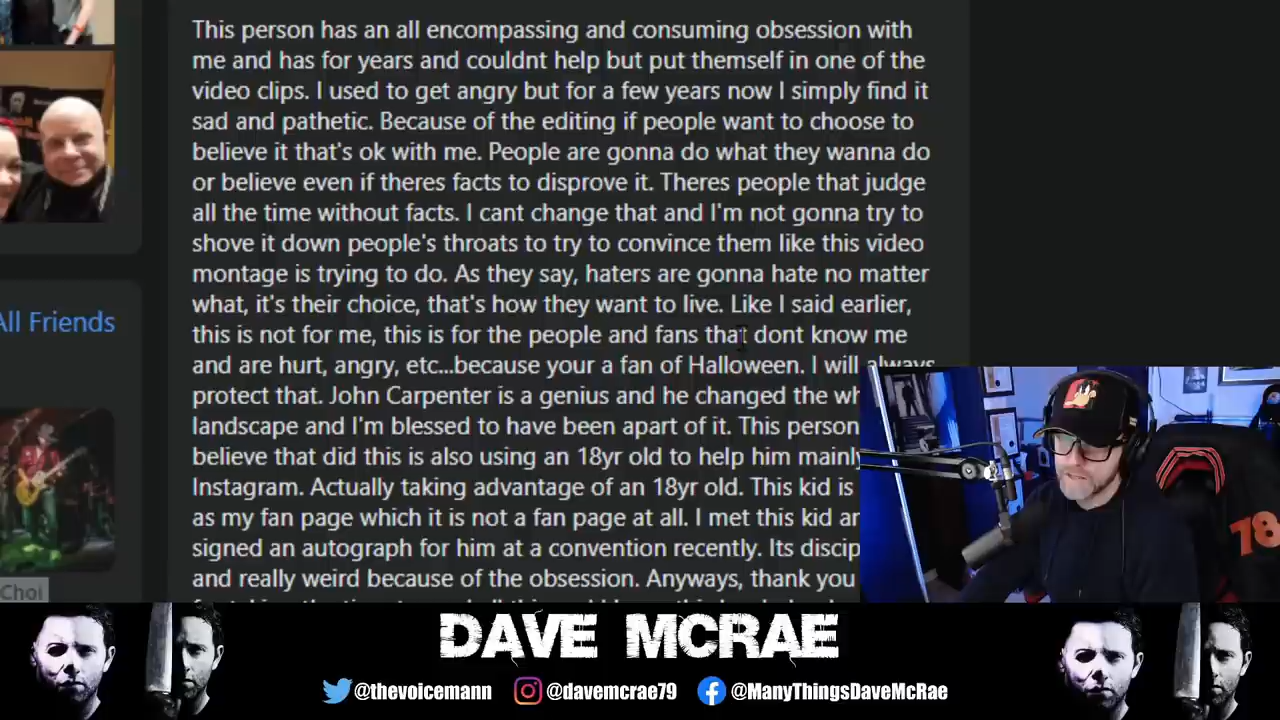 This person has an all encompassing and consuming obsession with
me and has for years and couldnt help but put themself in one of the
video clips. I used to get angry but for a few years now I simply find it
sad and pathetic. Because of the editing if people want to choose to
believe it that's ok with me. People are gonna do what they wanna do
or believe even if theres facts to disprove it. Theres people that judge
all the time without facts. I cant change that and I'm not gonna try to
shove it down people's throats to try to convince them like this video
montage is trying to do. As they say, haters are gonna hate no matter
what, it's their choice, that's how they want to live. Like I said earlier,
this is not for me, this is for the people and fans that dont know me
and are hurt, angry, etc...because your a fan of Halloween. I will always
protect that. John Carpenter is a genius and he changed the
landscape and I'm blessed to have been apart of it. This person
believe that did this is also using an 18yr old to help him mainly
Instagram. Actually taking advantage of an 18yr old. This kid is
as my fan page which it is not a fan page at all. I met this kid
signed an autograph for him at a convention recently. Its
and really weird because of the obsession. Anyways, thank you
All Friends
Choi
78
DAVE MCRAE
@thevoicemann @davemcrae79 @ManyThingsDaveMcRae